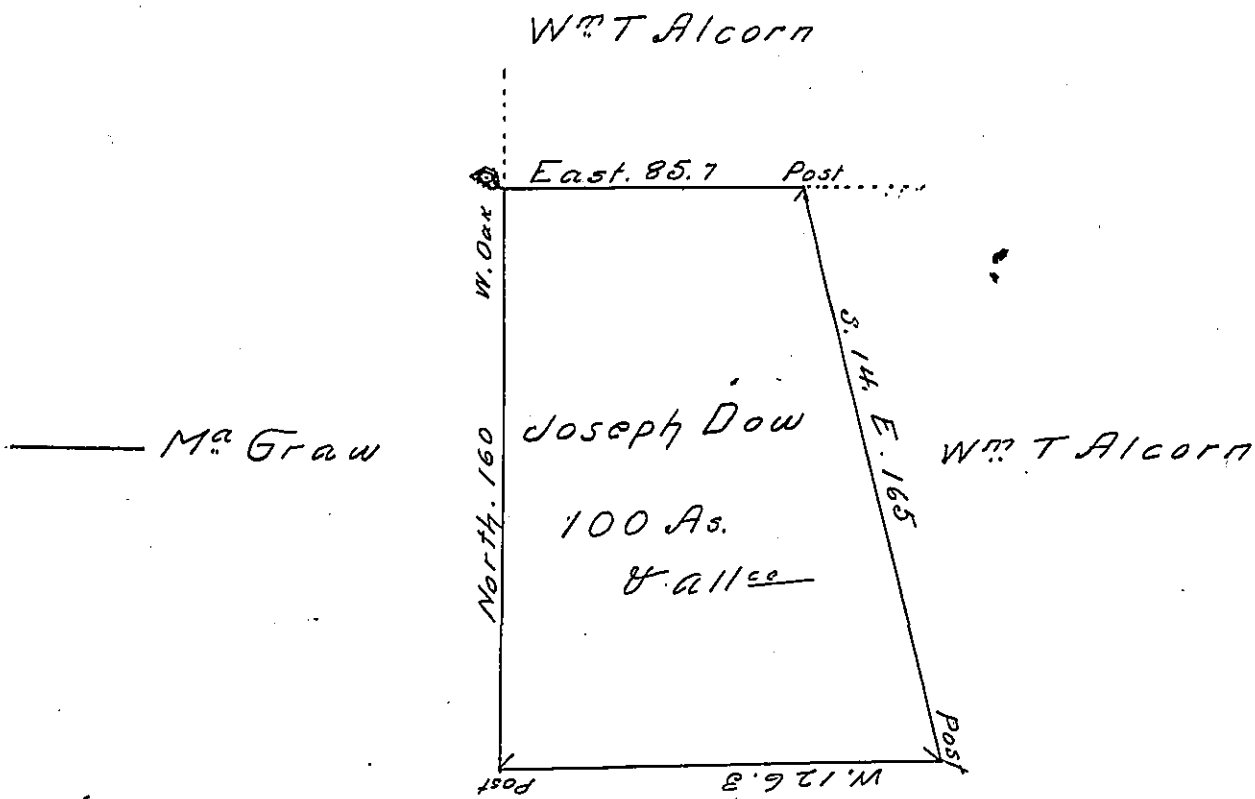 Wm T Alcorn
East. 85.7 Post
W. Oak
S. 14. E. 165
Ma Graw
North. 160
Joseph Dow
Wm T Alcorn
100 As.
& allce
Post
W. 126.3
Post